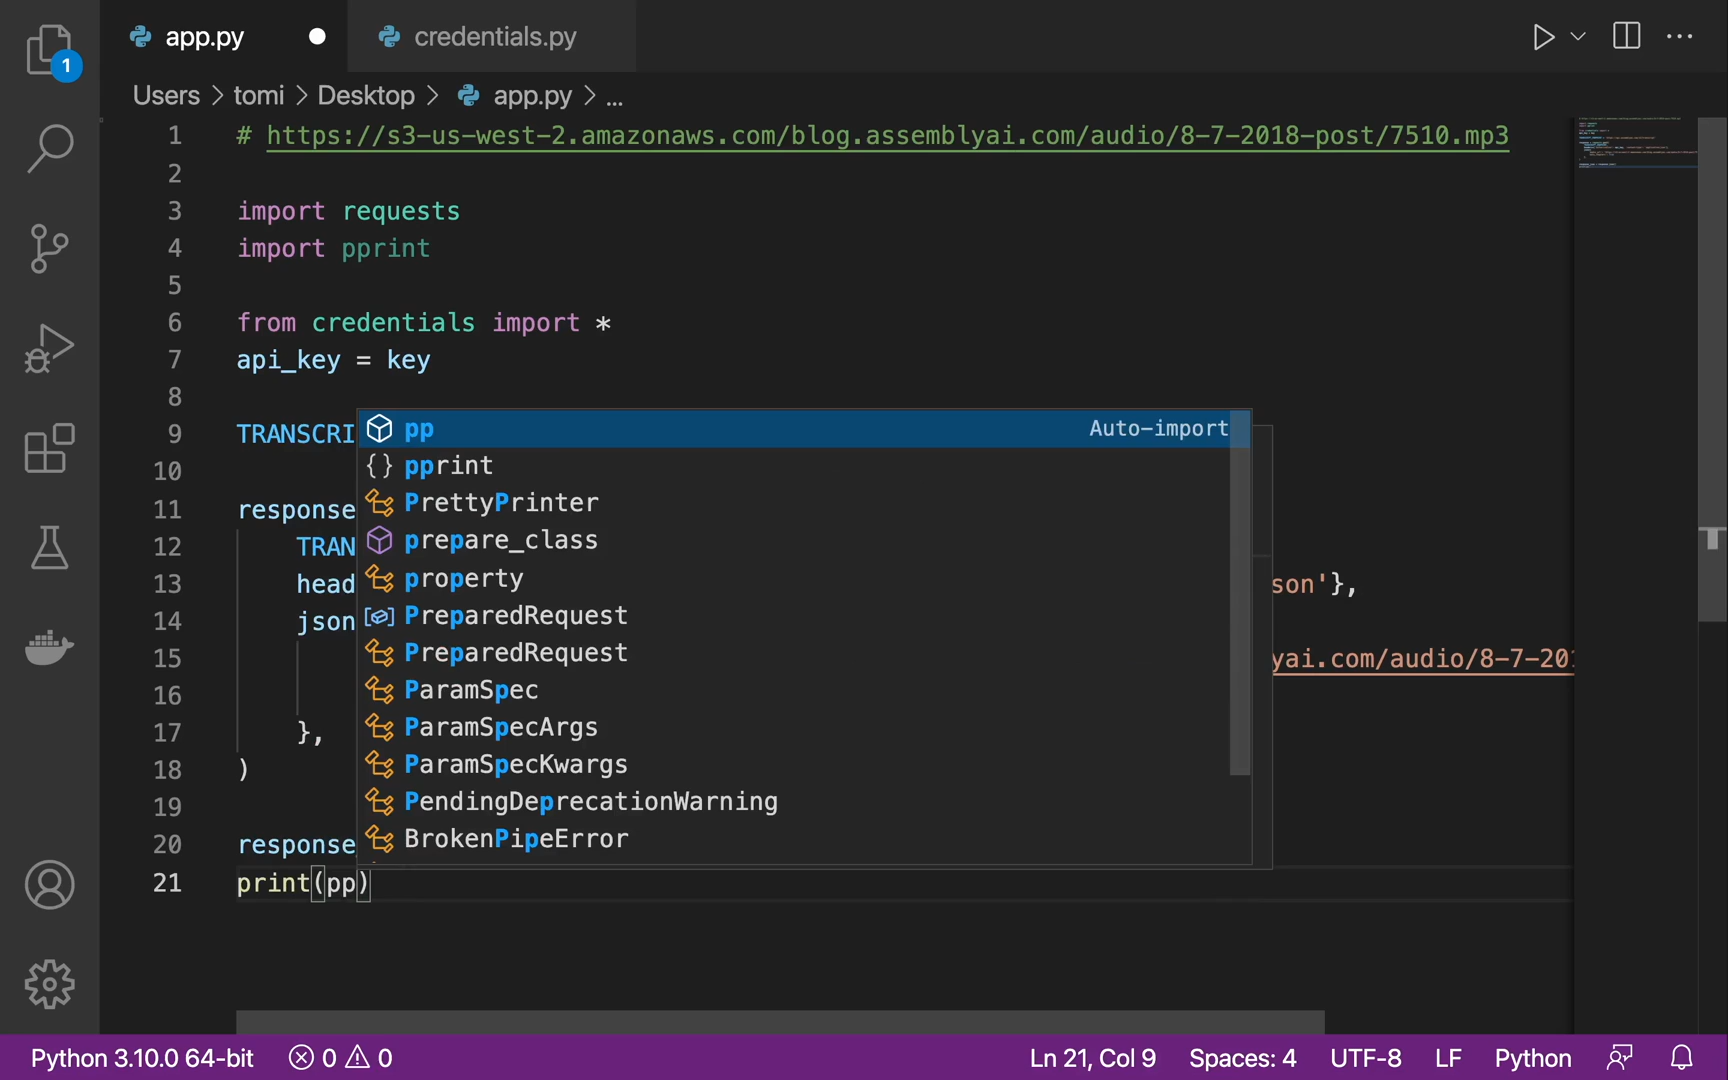 app.py
credentials.py
1
Users > tomi > Desktop > app.py > ...
1 # https://s3-us-west-2.amazonaws.com/blog.assemblyai.com/audio/8-7-2018-post/7510.mp3
2
3 import requests
4 import pprint
5
6 from credentials import *
7 api_key = key
8
9 TRANSCRI
10
11 response
12 TRAN
13 head son'},
14 json
15 yai.com/audio/8-7-201
16
17 },
18 )
19
20 response
21 print(pp)
pp Auto-import
pprint
PrettyPrinter
prepare_class
property
PreparedRequest
PreparedRequest
ParamSpec
ParamSpecArgs
ParamSpecKwargs
PendingDeprecationWarning
BrokenPipeError
Python 3.10.0 64-bit 0 0 Ln 21, Col 9 Spaces: 4 UTF-8 LF Python